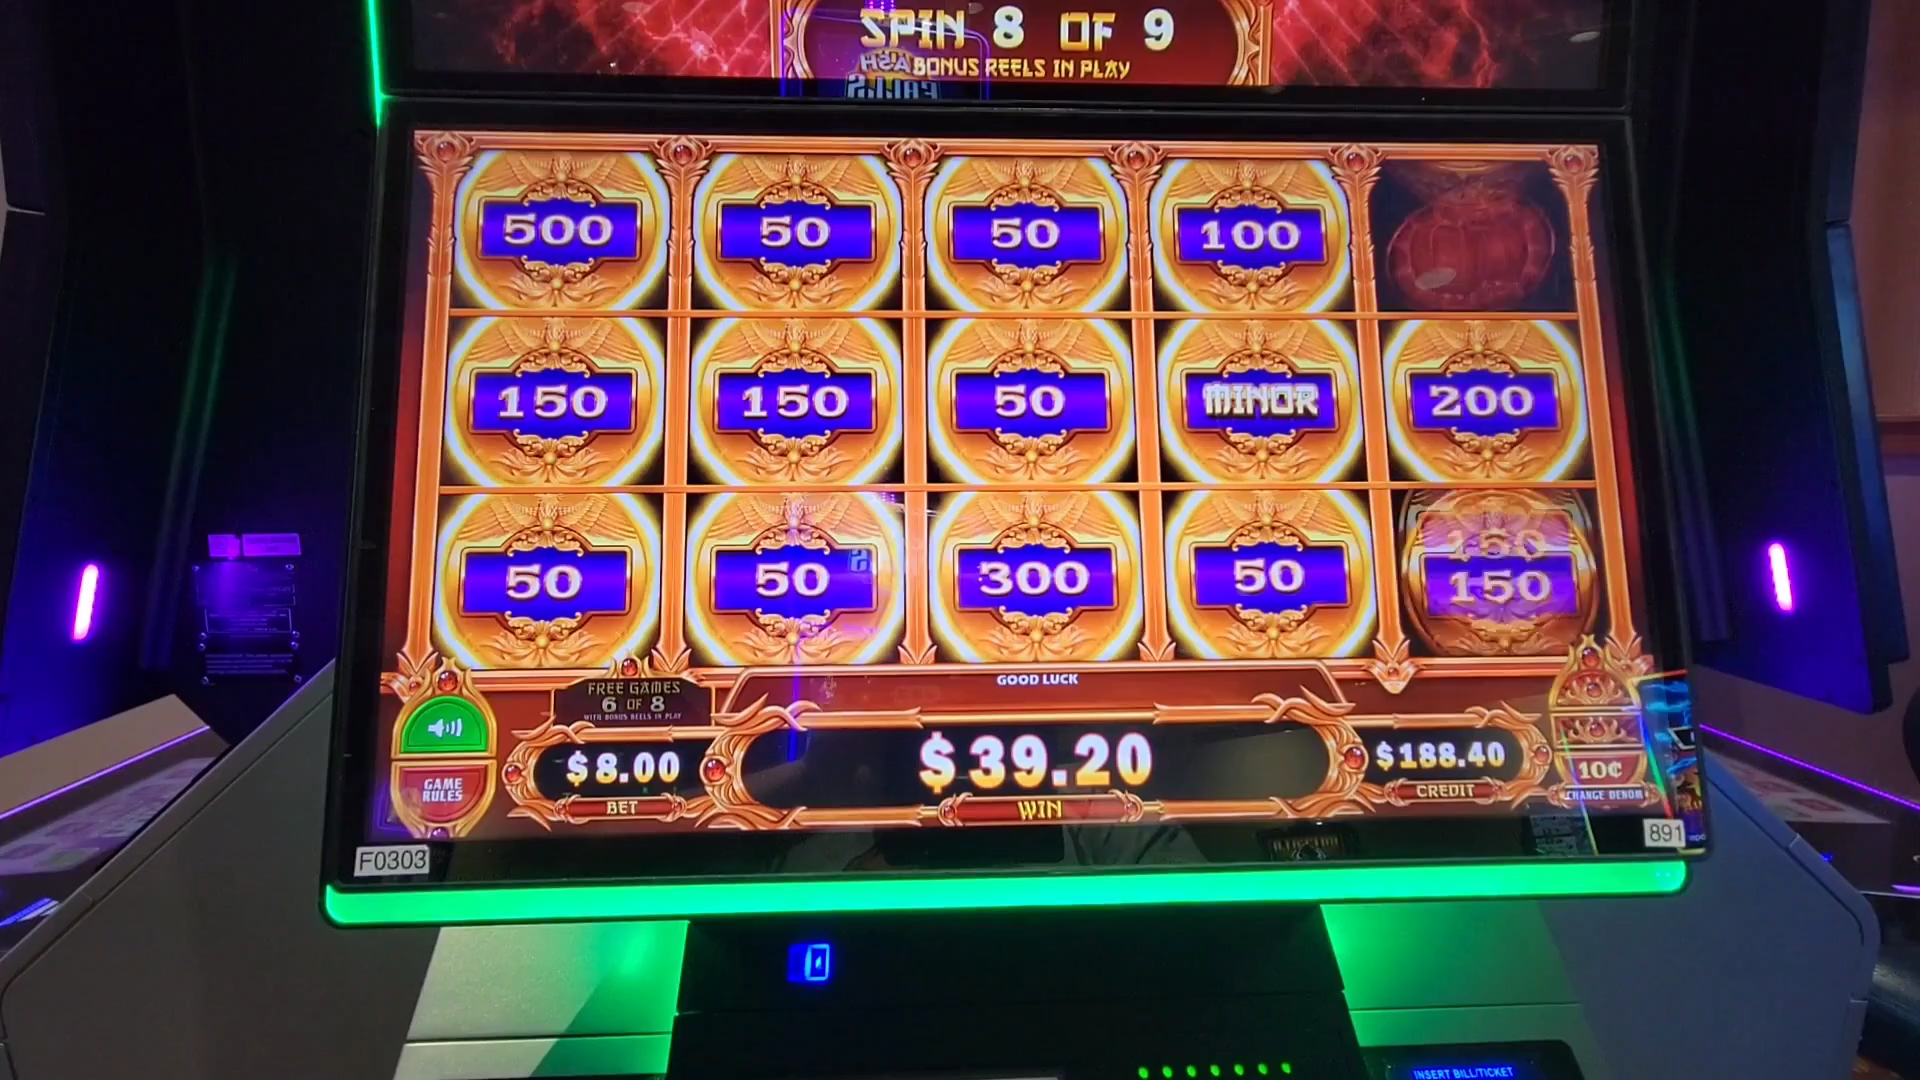 SPIN 8 OF 9
BONUS REELS IN PLAY
500 50 50 100
150 150 50 MINOR 200
50 50 300 50 150
150
GOOD LUCK
FREE GAMES
6 OF 8
WITH BONUS REELS IN PLAY
$8.00
BET
$39.20
WIN
$188.40
CREDIT
10¢
CHANGE DENOM
GAME
RULES
F0303
891
INSERT BILL/TICKET